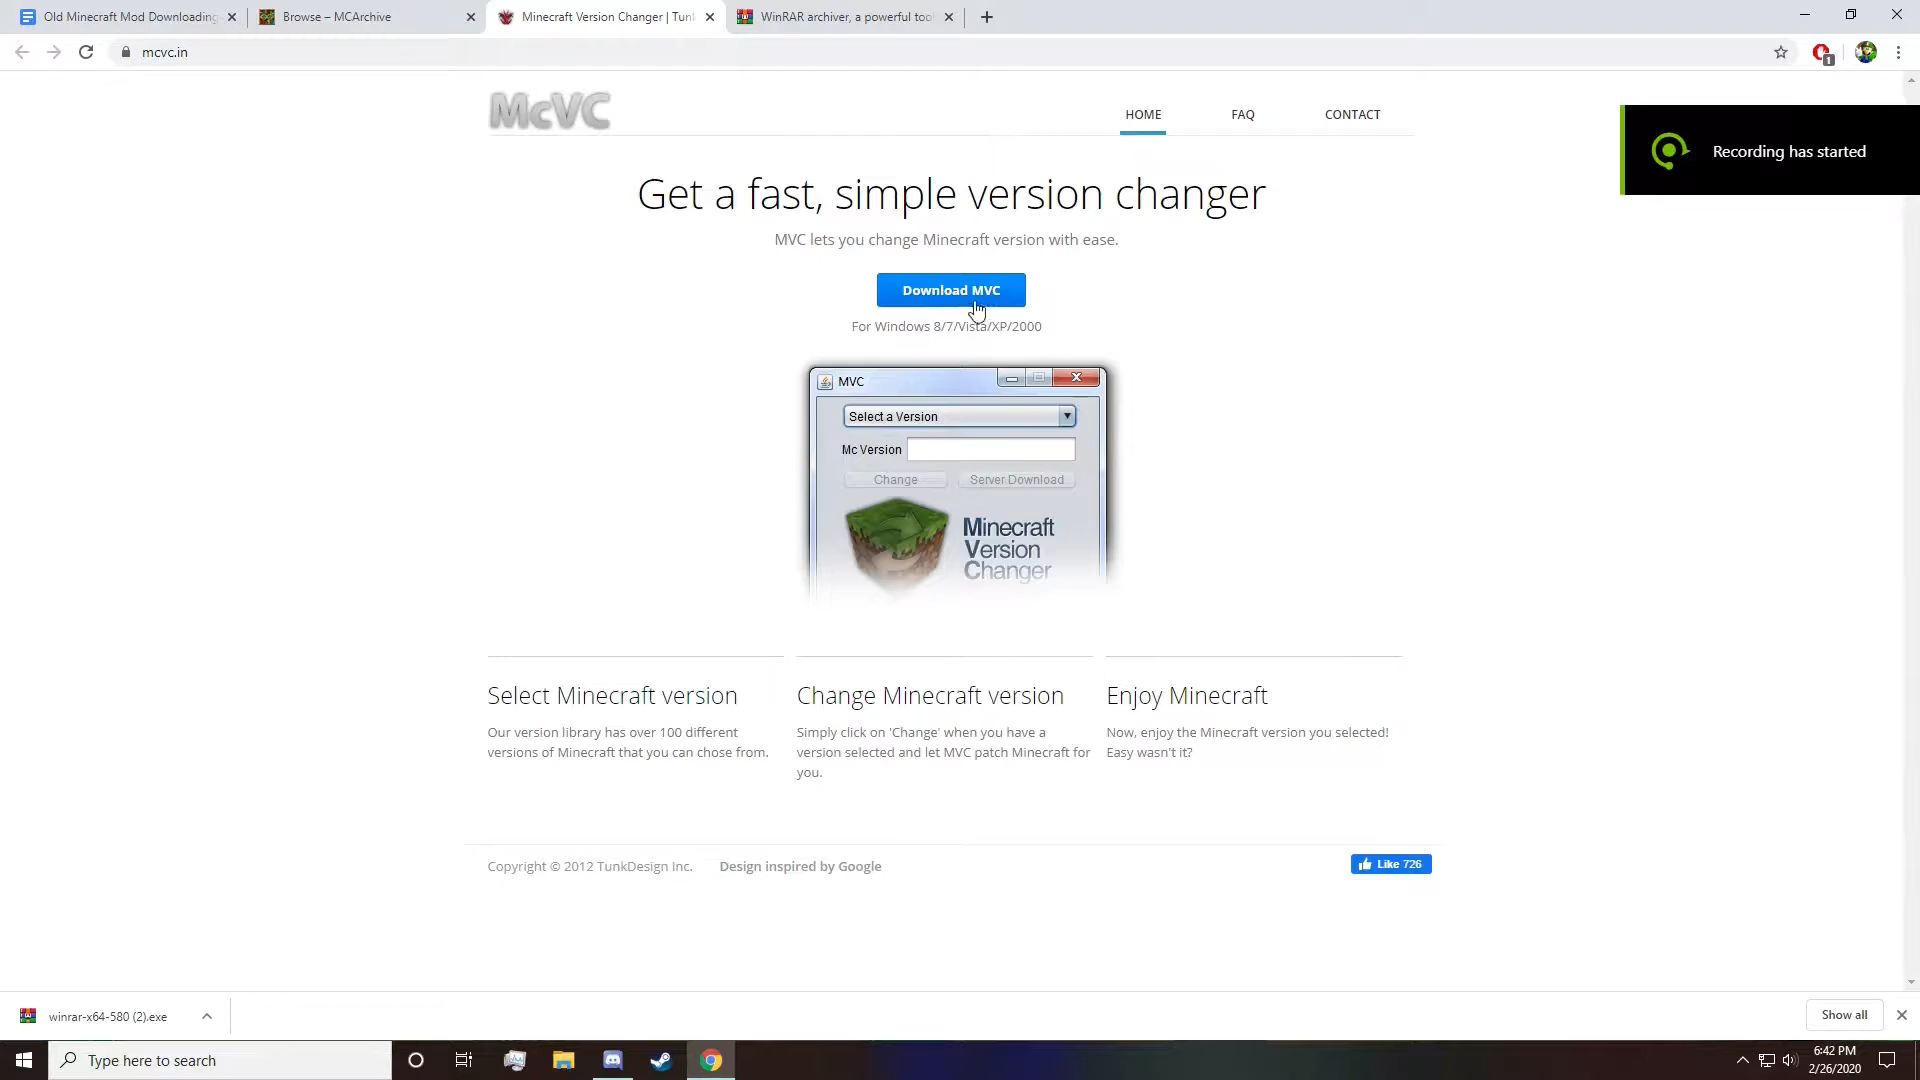 Old Minecraft Mod Downloading
Browse – MCArchive
Minecraft Version Changer | Tunk
WinRAR archiver, a powerful tool
mcvc.in
1
McVC
HOME
FAQ
CONTACT
Recording has started
Get a fast, simple version changer
MVC lets you change Minecraft version with ease.
Download MVC
For Windows 8/7/Vista/XP/2000
MVC
Select a Version
Mc Version
Change
Server Download
Minecraft
Version
Changer
Select Minecraft version
Our version library has over 100 different
versions of Minecraft that you can chose from.
Change Minecraft version
Simply click on 'Change' when you have a
version selected and let MVC patch Minecraft for
you.
Enjoy Minecraft
Now, enjoy the Minecraft version you selected!
Easy wasn't it?
Copyright © 2012 TunkDesign Inc.
Design inspired by Google
Like 726
winrar-x64-580 (2).exe
Show all
Type here to search
6:42 PM
2/26/2020